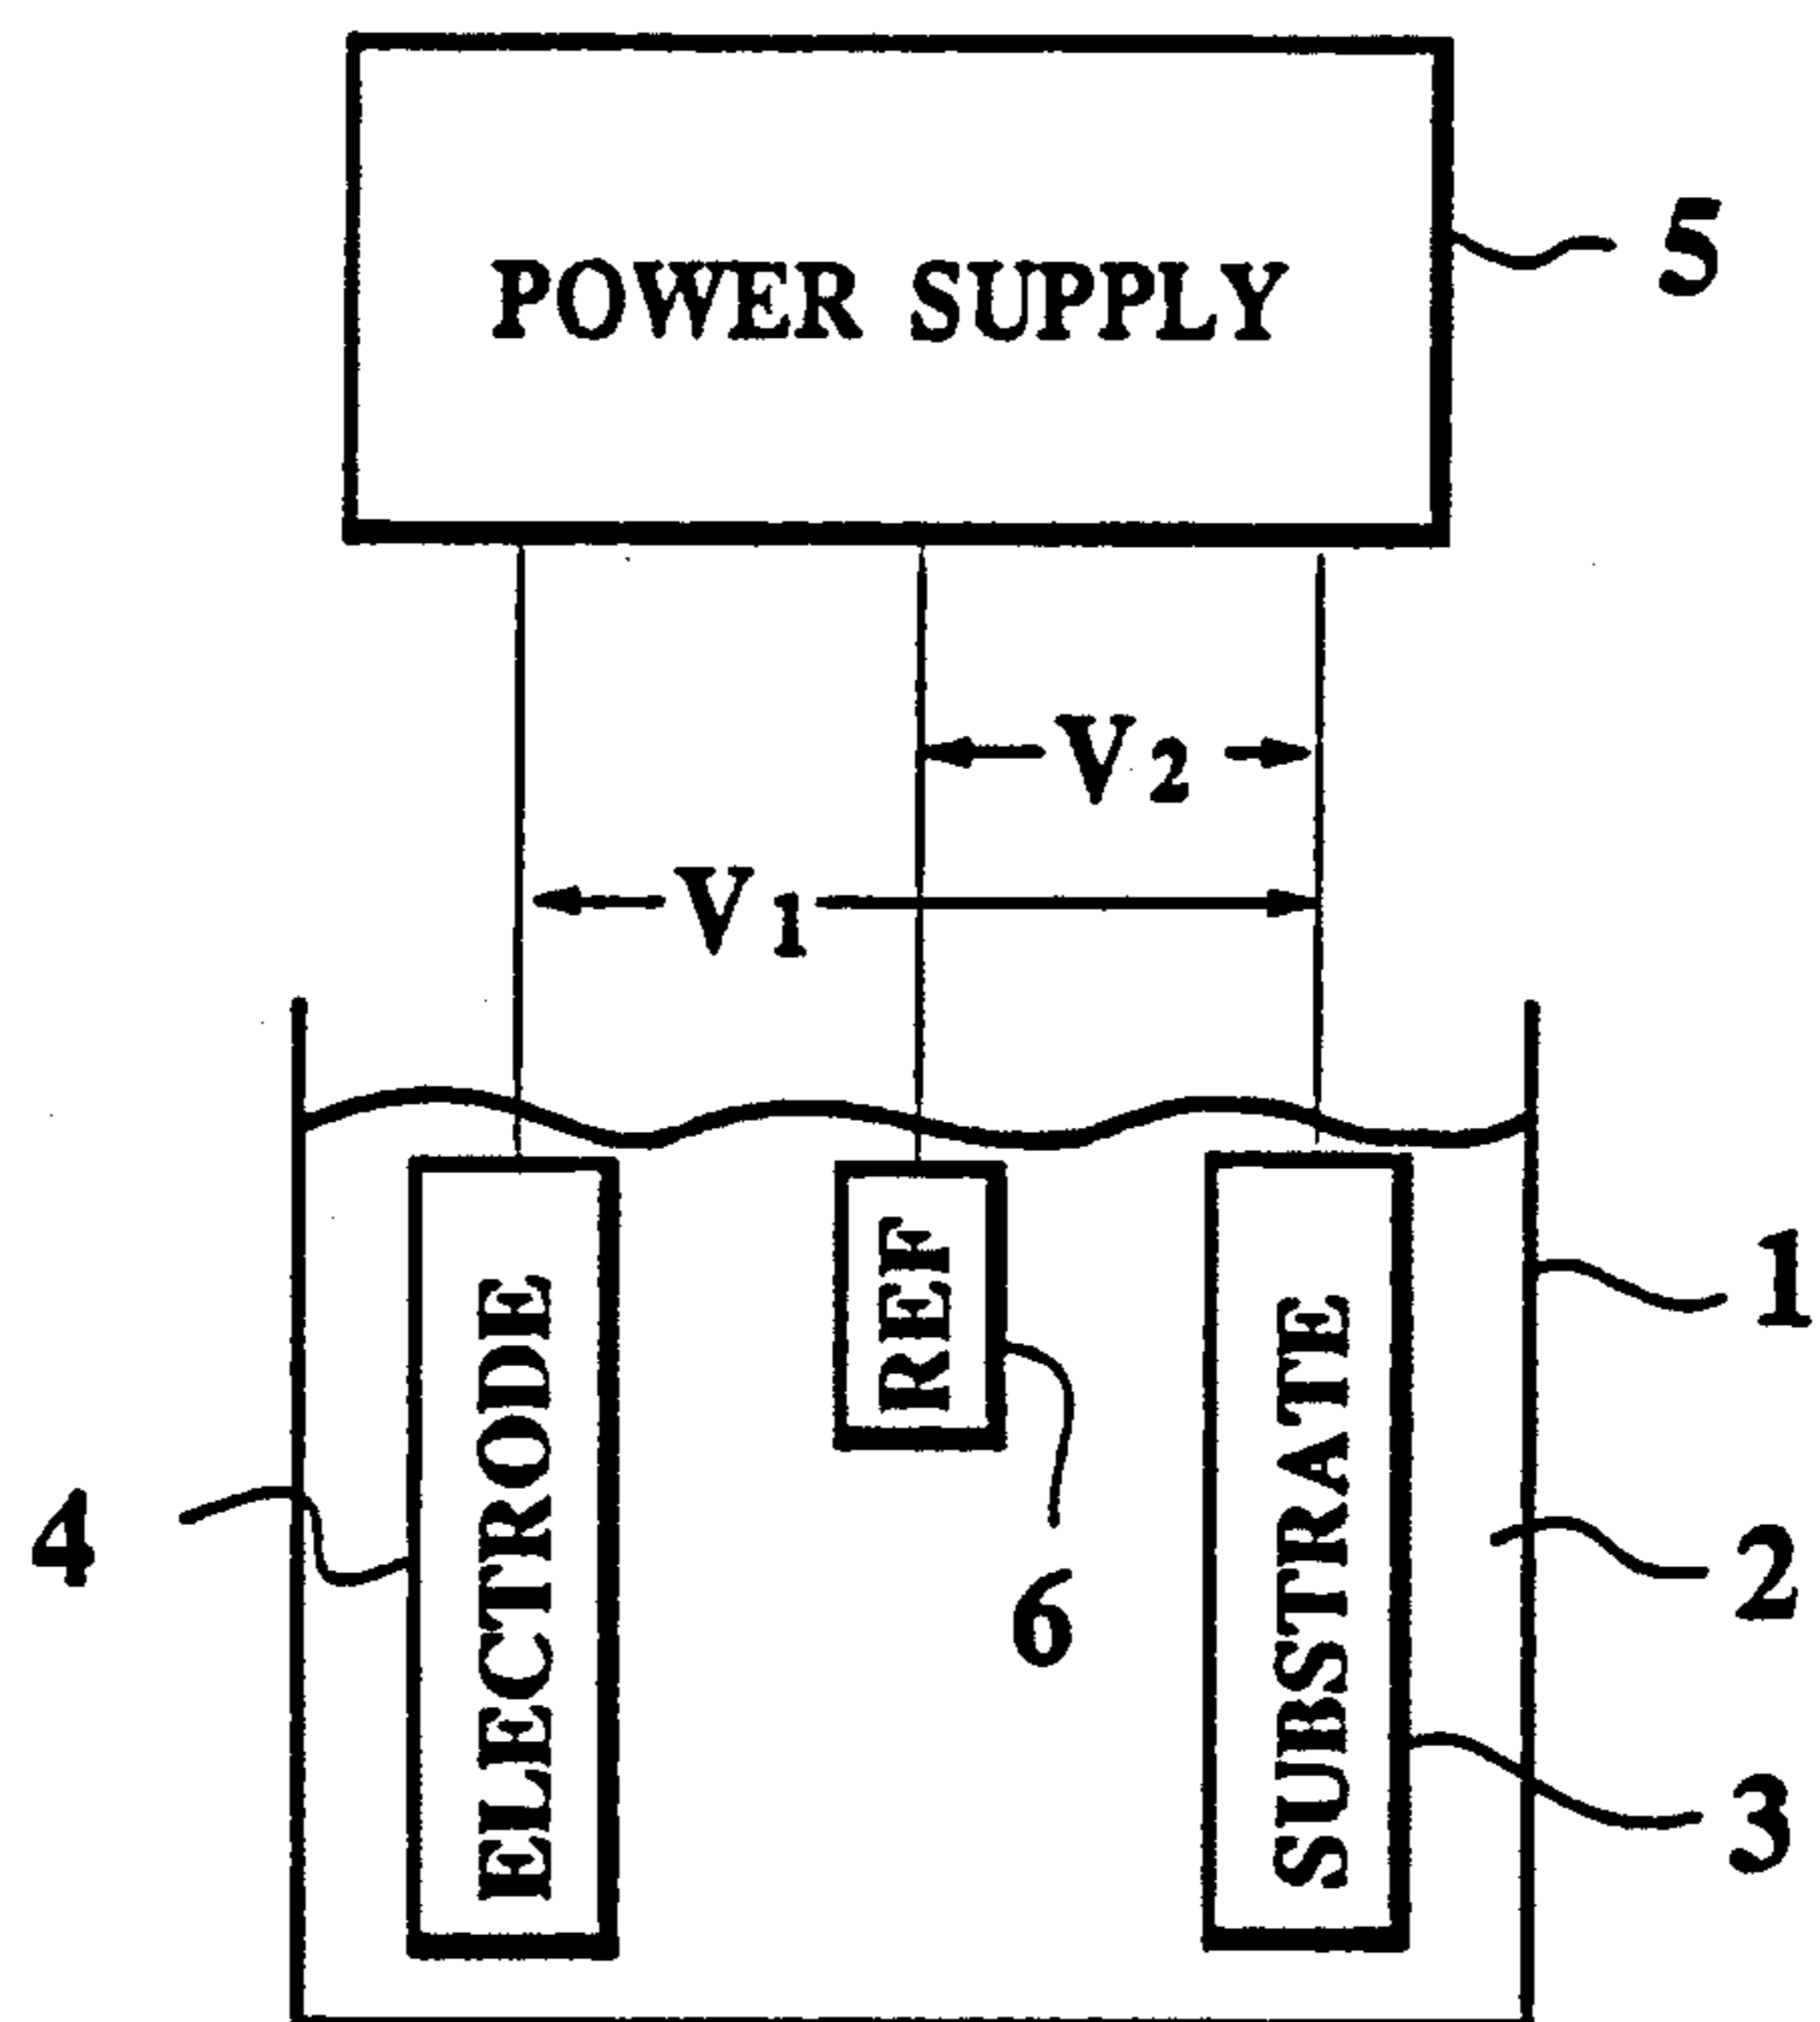 POWER SUPPLY
5
V2
V1
1
REF
ELECTRODE
SUBSTRATE
4
2
6
3